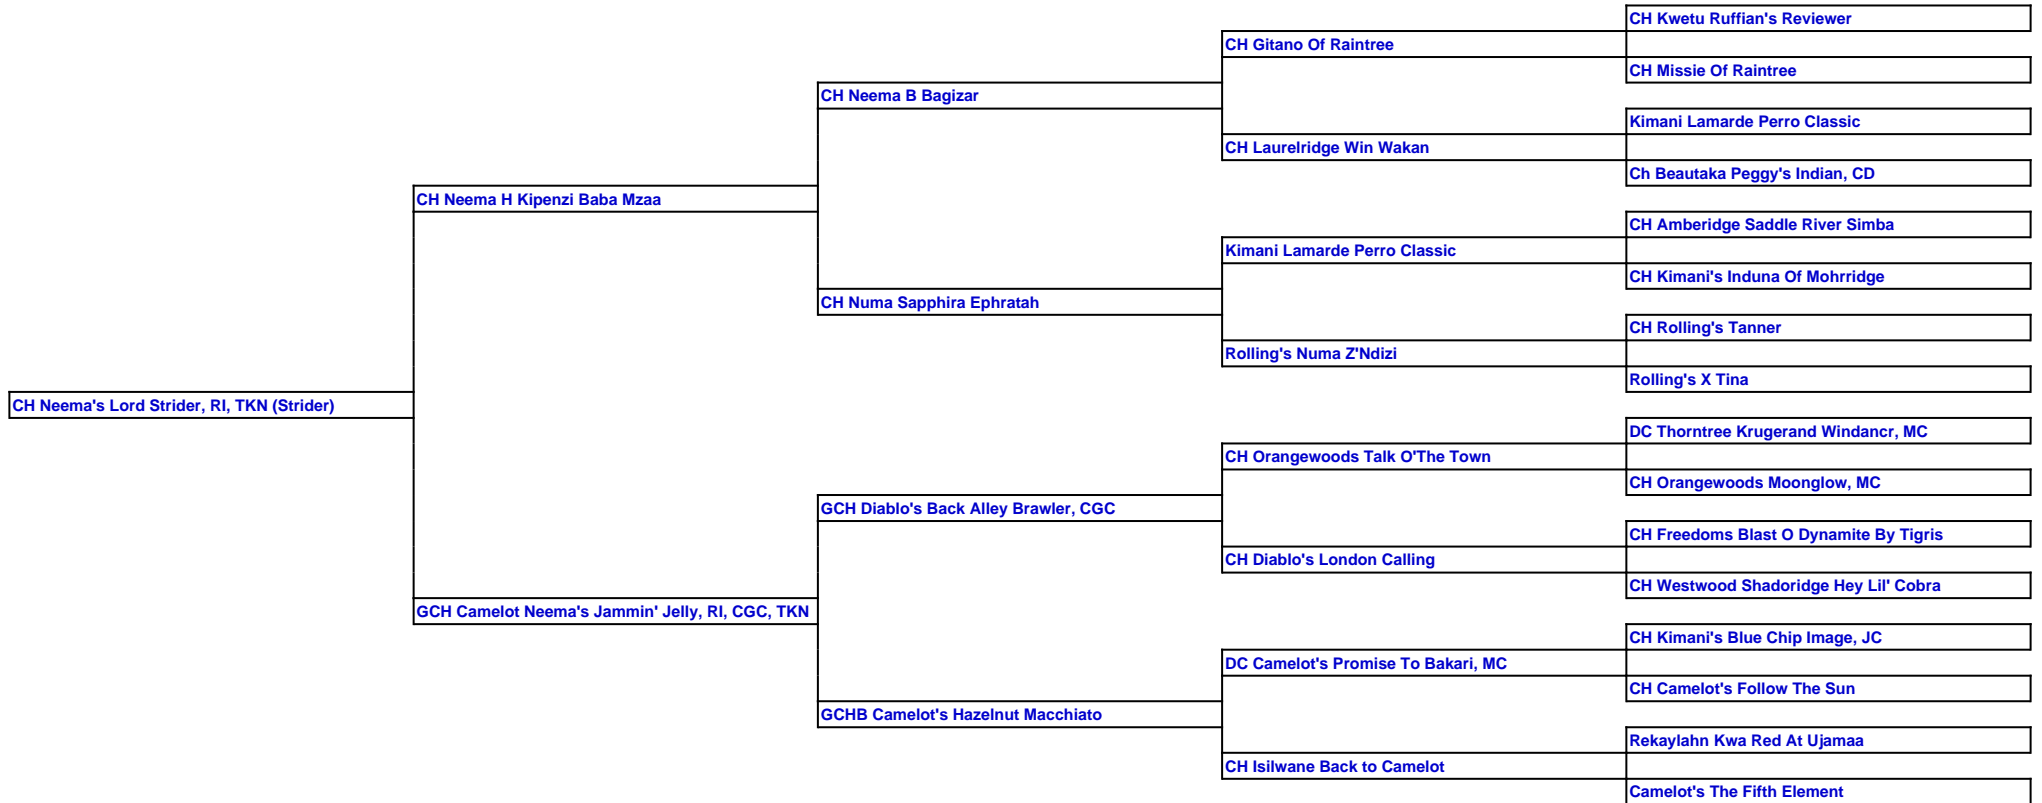 CH Kwetu Ruffian's Reviewer
CH Gitano Of Raintree
CH Missie Of Raintree
CH Neema B Bagizar
Kimani Lamarde Perro Classic
CH Laurelridge Win Wakan
Ch Beautaka Peggy's Indian, CD
CH Neema H Kipenzi Baba Mzaa
CH Amberidge Saddle River Simba
Kimani Lamarde Perro Classic
CH Kimani's Induna Of Mohrridge
CH Numa Sapphira Ephratah
CH Rolling's Tanner
Rolling's Numa Z'Ndizi
Rolling's X Tina
CH Neema's Lord Strider, RI, TKN (Strider)
DC Thorntree Krugerand Windancr, MC
CH Orangewoods Talk O'The Town
CH Orangewoods Moonglow, MC
GCH Diablo's Back Alley Brawler, CGC
CH Freedoms Blast O Dynamite By Tigris
CH Diablo's London Calling
CH Westwood Shadoridge Hey Lil' Cobra
GCH Camelot Neema's Jammin' Jelly, RI, CGC, TKN
CH Kimani's Blue Chip Image, JC
DC Camelot's Promise To Bakari, MC
CH Camelot's Follow The Sun
GCHB Camelot's Hazelnut Macchiato
Rekaylahn Kwa Red At Ujamaa
CH Isilwane Back to Camelot
Camelot's The Fifth Element